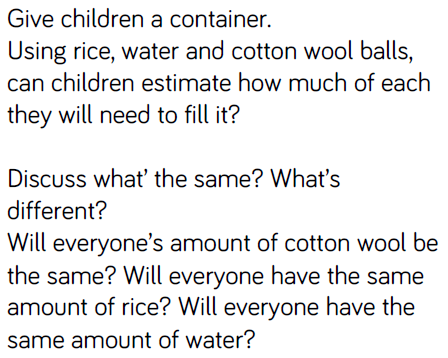 Give children a container.
Using rice, water and cotton wool balls,
can children estimate how much of each
they will need to fill it?
Discuss what’ the same? What’s
different?
Will everyone’s amount of cotton wool be
the same? Will everyone have the same
amount of rice? Will everyone have the
same amount of water?